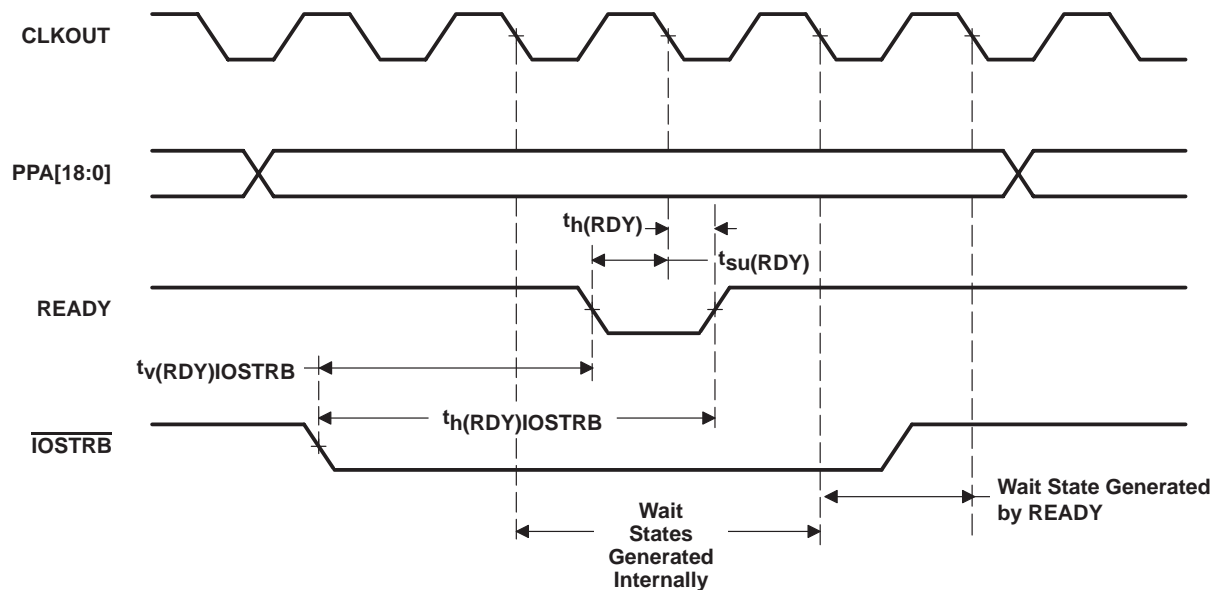 CLKOUT
PPA[18:0]
th(RDY)
tsu(RDY)
READY
tv(RDY)IOSTRB
th(RDY)IOSTRB
IOSTRB
Wait
States
Generated
Internally
Wait State Generated
by READY